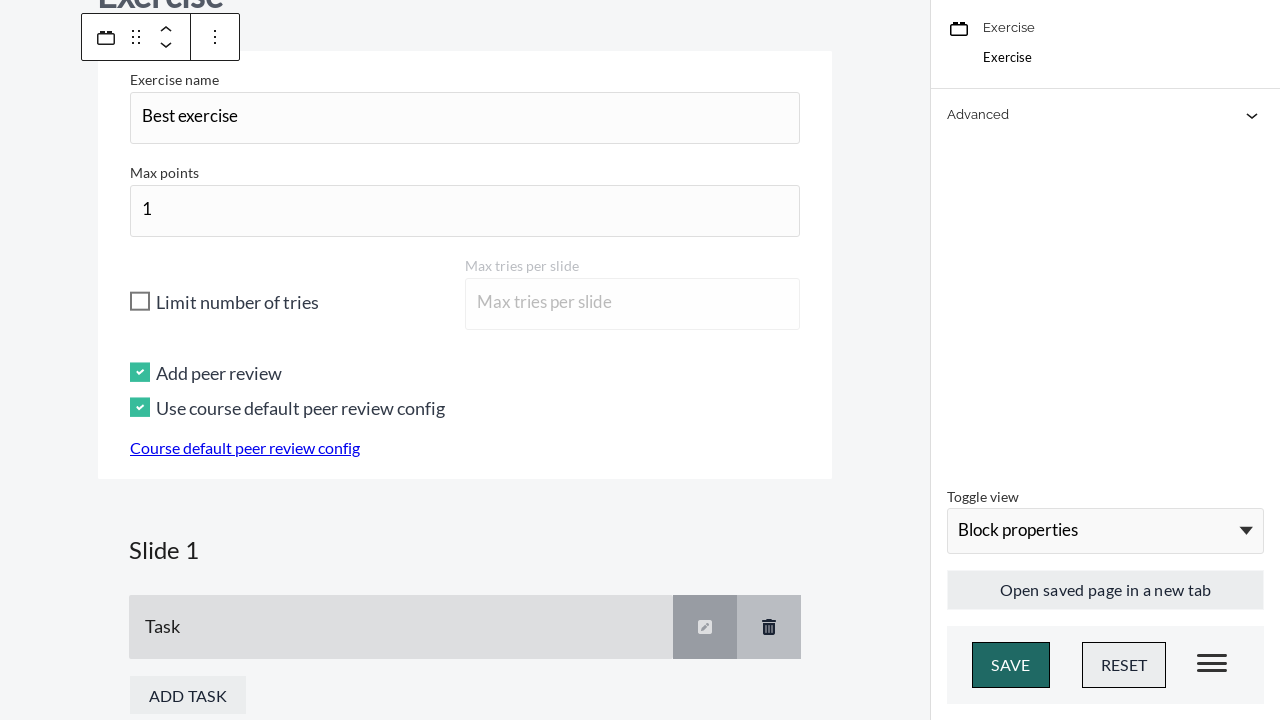 Exercise
Exercise name
Best exercise
Max points
1
Max tries per slide
Limit number of tries
Max tries per slide
Add peer review
Use course default peer review config
Course default peer review config
Slide 1
Task
ADD TASK
Exercise
Exercise
Advanced
Toggle view
Block properties
Open saved page in a new tab
SAVE
RESET